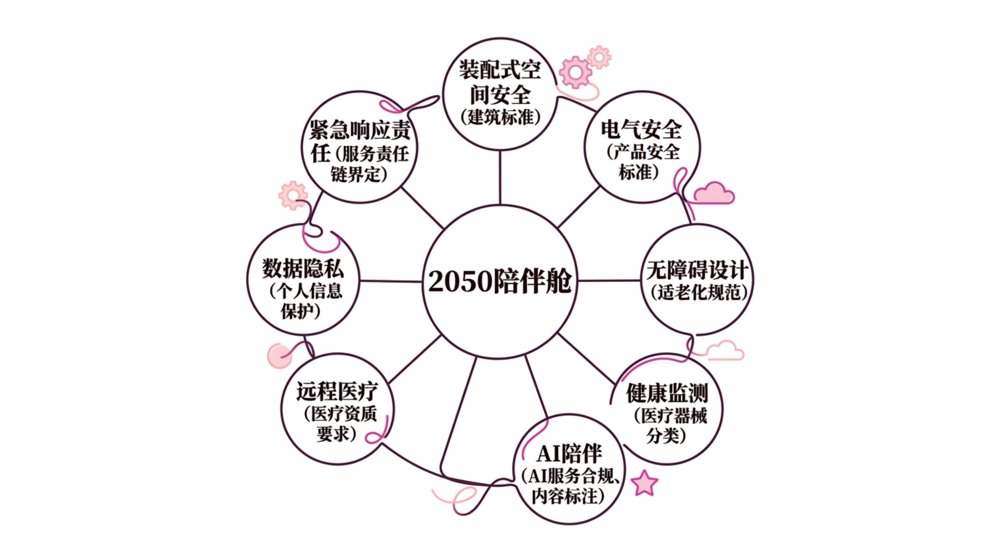 装配式空
间安全
（建筑标准）
电气安全
（产品安全
标准）
无障碍设计
（适老化规范）
健康监测
（医疗器械
分类）
AI陪伴
（AI服务合规、
内容标注）
远程医疗
（医疗资质
要求）
数据隐私
（个人信息
保护）
紧急响应责
任（服务责任
链界定）
2050陪伴舱